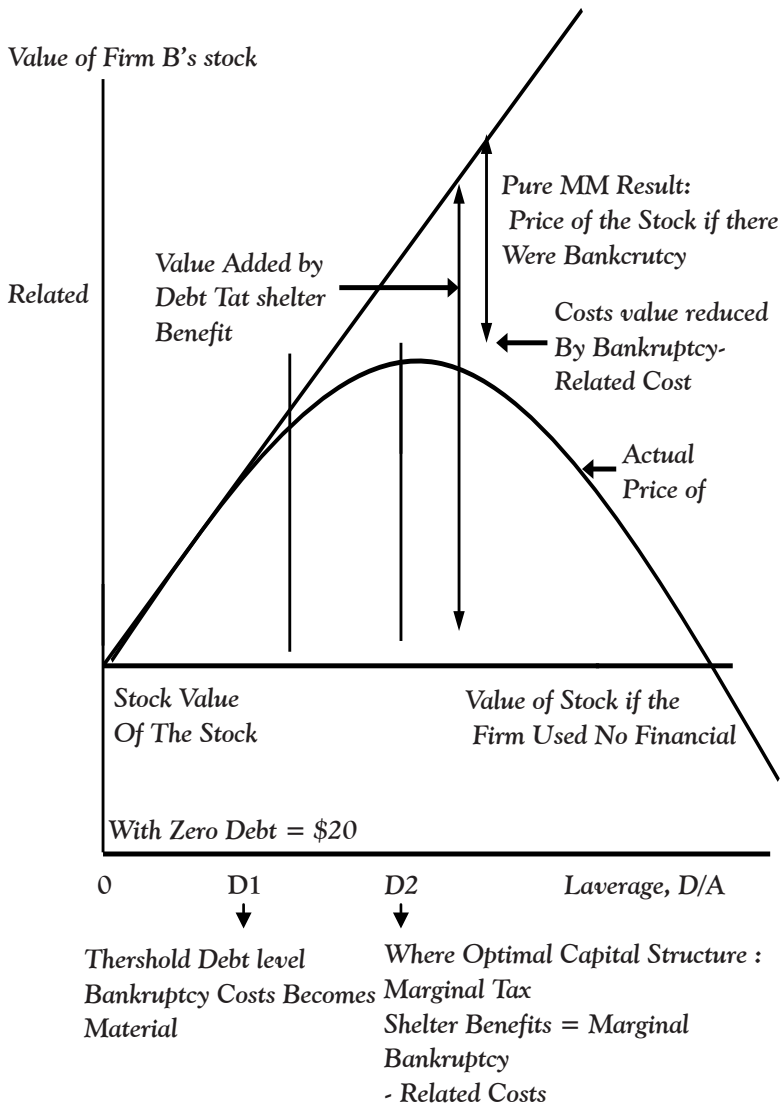 Value of Firm B's stock
Pure MM Result:
Price of the Stock if there
Were Bankcrutcy
Value Added by
Debt Tat shelter
Benefit
Related
Costs value reduced
By Bankruptcy-
Related Cost
Actual
Price of
Stock Value
Of The Stock
Value of Stock if the
Firm Used No Financial
With Zero Debt = $20
0 D1 D2 Laverage, D/A
Thershold Debt level
Bankruptcy Costs Becomes
Material
Where Optimal Capital Structure :
Marginal Tax
Shelter Benefits = Marginal
Bankruptcy
- Related Costs